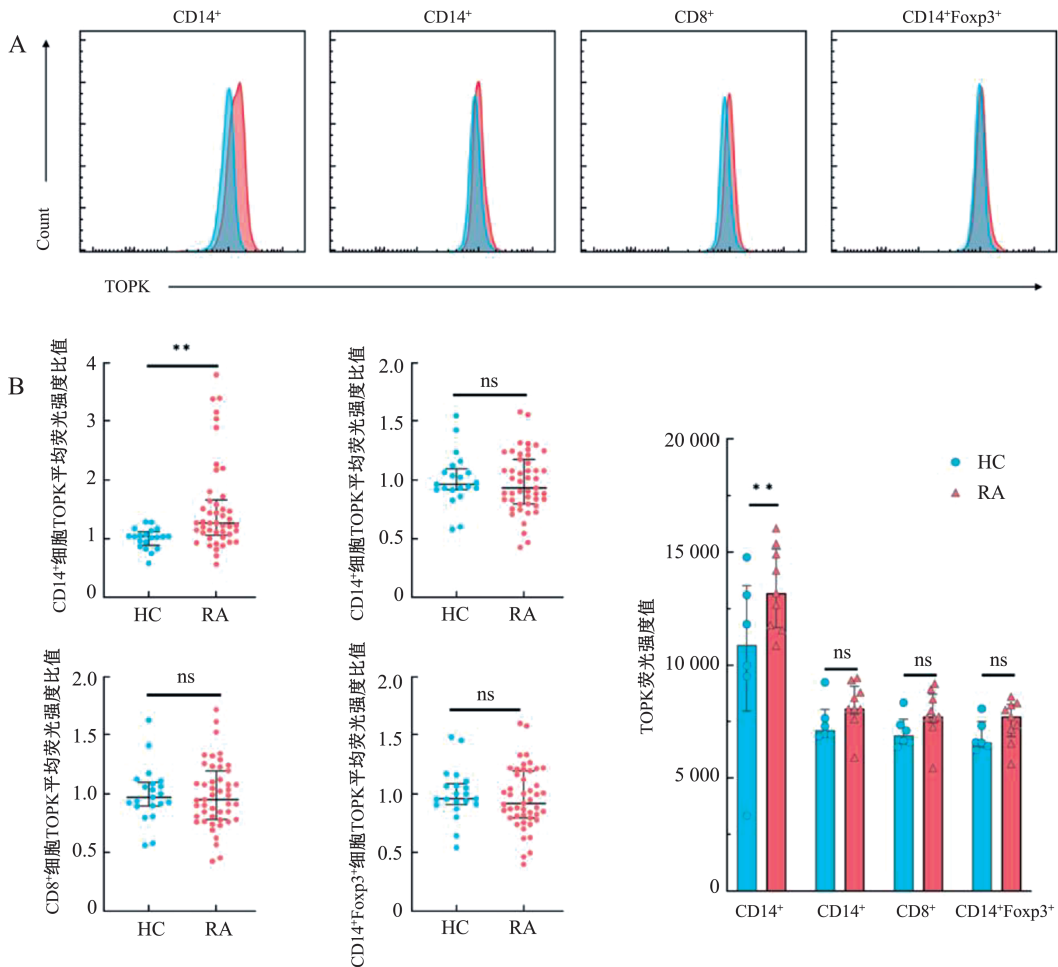 A
CD14⁺
CD14⁺
CD8⁺
CD14⁺Foxp3⁺
Count
TOPK
B
CD14⁺细胞TOPK平均荧光强度比值
4
3
2
1
0
**
HC
RA
CD14⁺细胞TOPK平均荧光强度比值
2.0
1.5
1.0
0.5
0
ns
HC
RA
CD8⁺细胞TOPK平均荧光强度比值
2.0
1.5
1.0
0.5
0
ns
HC
RA
CD14⁺Foxp3⁺细胞TOPK平均荧光强度比值
2.0
1.5
1.0
0.5
0
ns
HC
RA
TOPK荧光强度值
20 000
15 000
10 000
5 000
0
HC
RA
**
ns
ns
ns
CD14⁺
CD14⁺
CD8⁺
CD14⁺Foxp3⁺